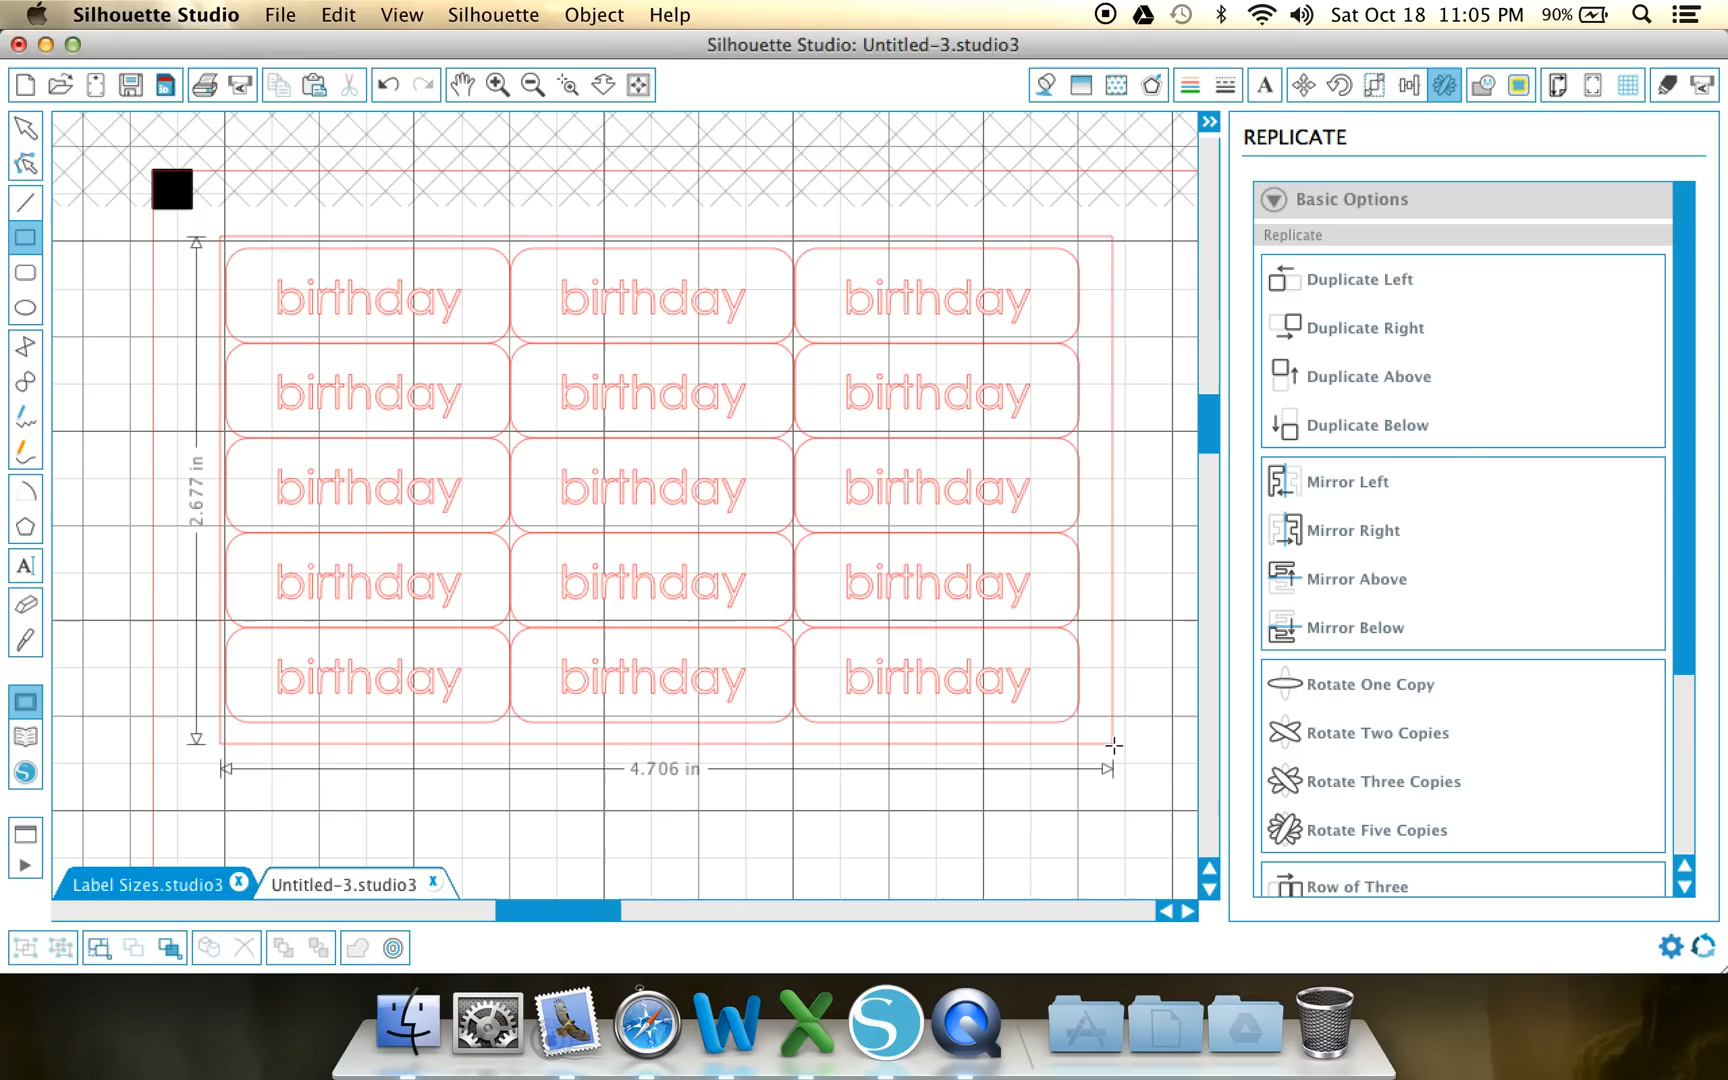 Silhouette Studio File Edit View Silhouette Object Help Sat Oct 18 11:05 PM 90%
Silhouette Studio: Untitled-3.studio3
REPLICATE
Basic Options
Replicate
Duplicate Left
Duplicate Right
Duplicate Above
Duplicate Below
Mirror Left
Mirror Right
Mirror Above
Mirror Below
Rotate One Copy
Rotate Two Copies
Rotate Three Copies
Rotate Five Copies
Row of Three
birthday birthday birthday
birthday birthday birthday
birthday birthday birthday
birthday birthday birthday
birthday birthday birthday
2.677 in
4.706 in
Label Sizes.studio3 x Untitled-3.studio3 x